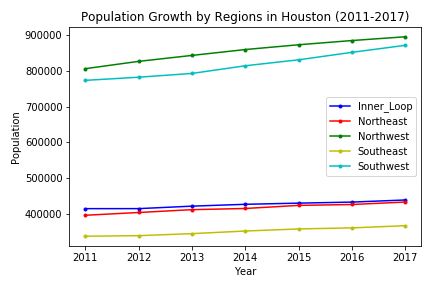 Population Growth by Regions in Houston (2011-2017)
900000
800000
700000
600000
500000
400000
Population
Inner_Loop
Northeast
Northwest
Southeast
Southwest
2011 2012 2013 2014 2015 2016 2017
Year